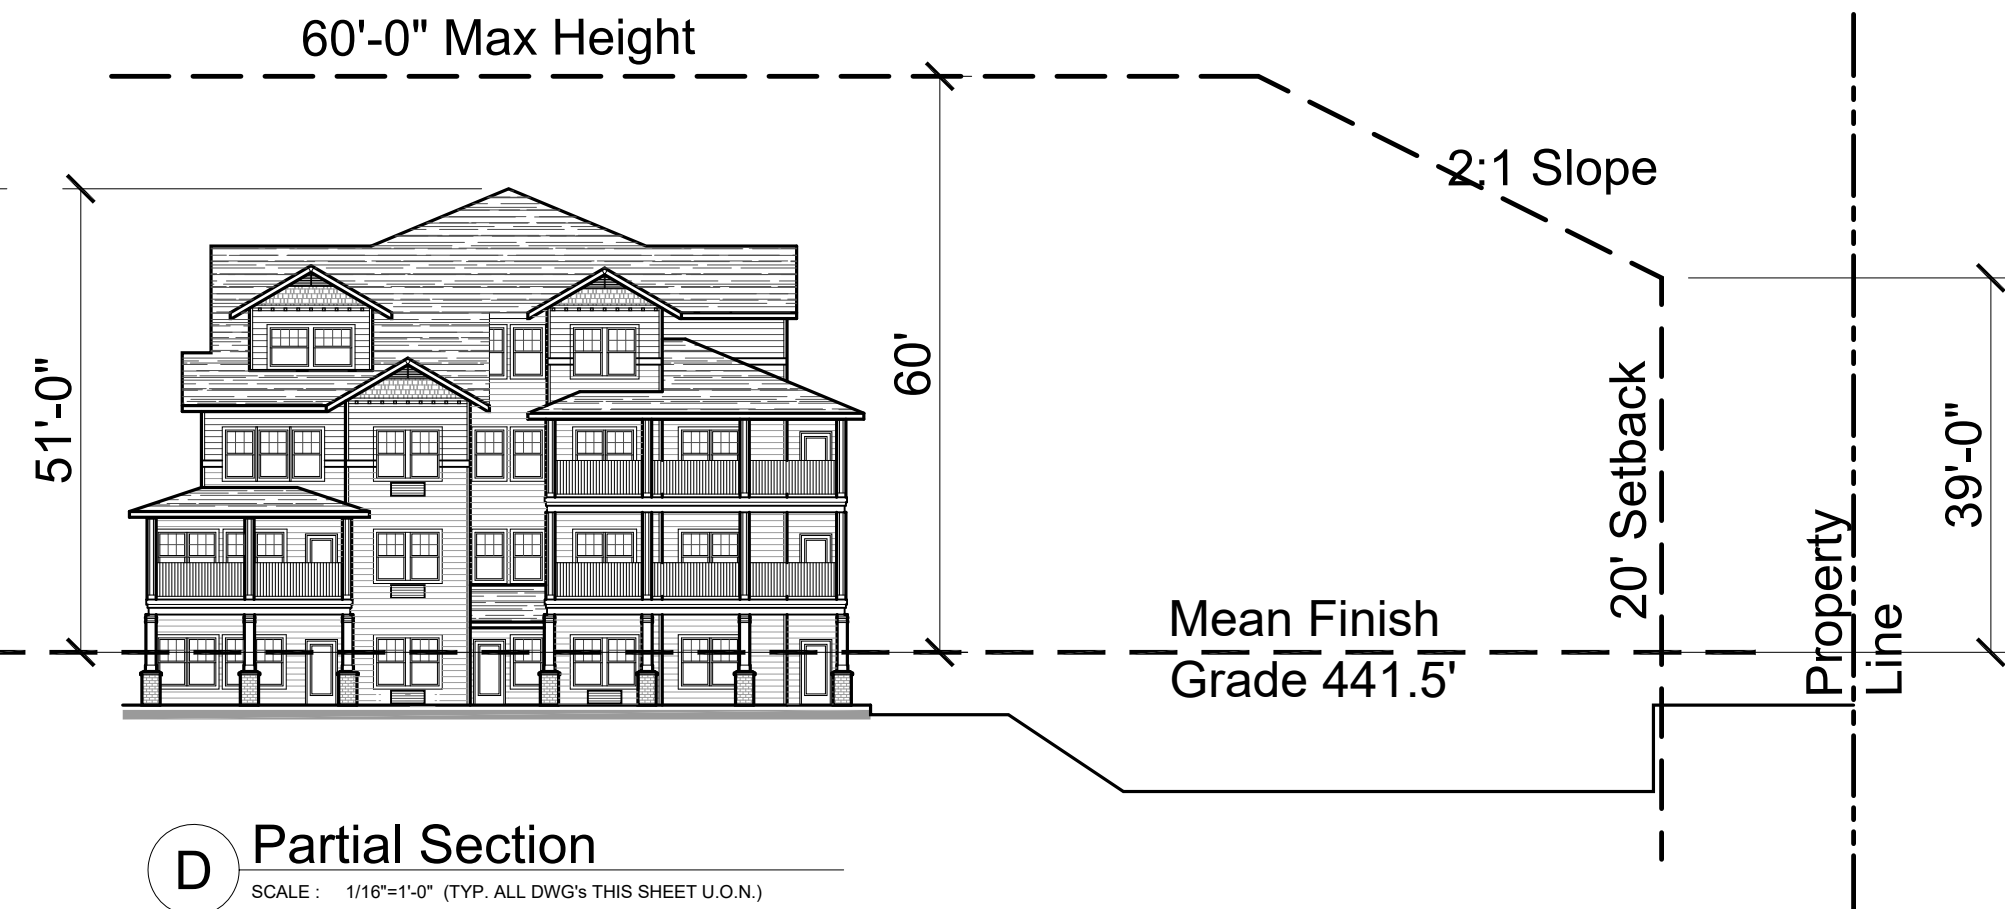 60'-0" Max Height
2:1 Slope
51'-0"
60'
20' Setback
39'-0"
Property
Line
Mean Finish
Grade 441.5'
D
Partial Section
SCALE : 1/16"=1'-0" (TYP. ALL DWG's THIS SHEET U.O.N.)